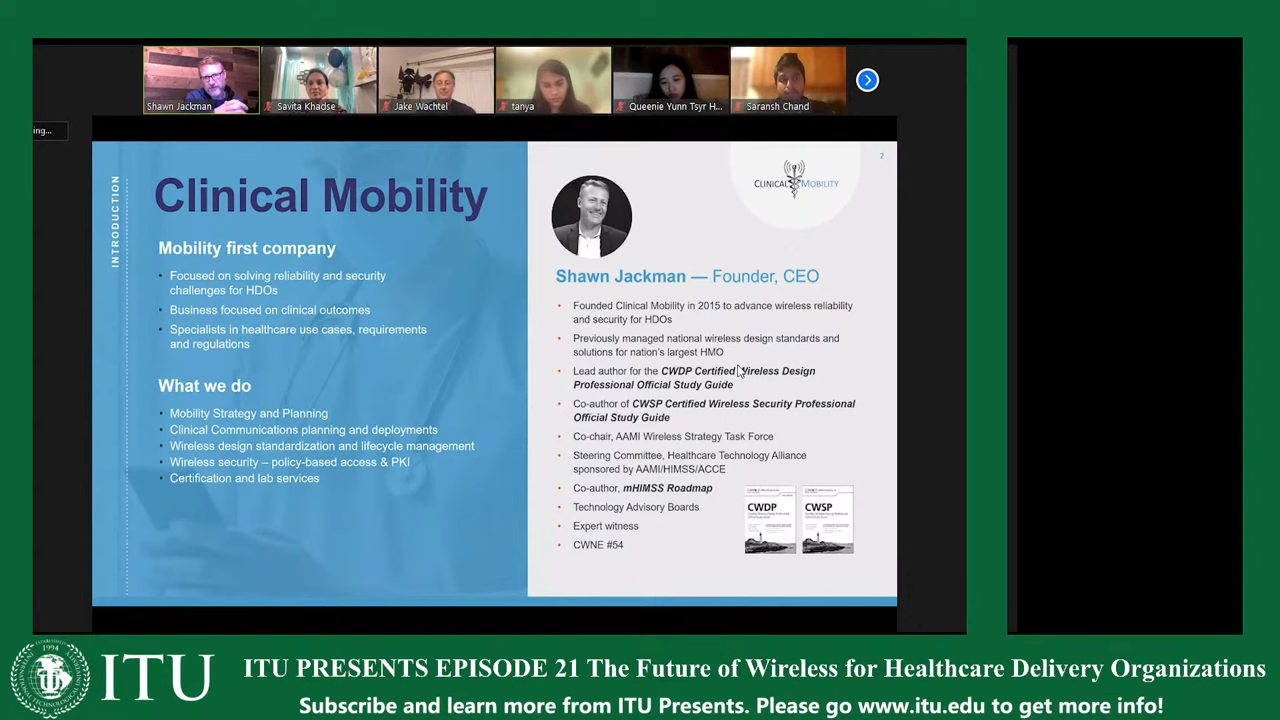 Shawn Jackman
Savita Khadse
Jake Wachtel
tanya
Queenie Yunn Tsyr H...
Saransh Chand
ing...
INTRODUCTION
Clinical Mobility
Mobility first company
• Focused on solving reliability and security
challenges for HDOs
• Business focused on clinical outcomes
• Specialists in healthcare use cases, requirements
and regulations
What we do
• Mobility Strategy and Planning
• Clinical Communications planning and deployments
• Wireless design standardization and lifecycle management
• Wireless security – policy-based access & PKI
• Certification and lab services
2
CLINICAL MOBILITY
Shawn Jackman — Founder, CEO
• Founded Clinical Mobility in 2015 to advance wireless reliability
and security for HDOs
• Previously managed national wireless design standards and
solutions for nation's largest HMO
• Lead author for the CWDP Certified Wireless Design
Professional Official Study Guide
• Co-author of CWSP Certified Wireless Security Professional
Official Study Guide
• Co-chair, AAMI Wireless Strategy Task Force
• Steering Committee, Healthcare Technology Alliance
sponsored by AAMI/HIMSS/ACCE
• Co-author, mHIMSS Roadmap
• Technology Advisory Boards
• Expert witness
• CWNE #54
CWDP
CWSP
1994
ITU
ITU PRESENTS EPISODE 21 The Future of Wireless for Healthcare Delivery Organizations
Subscribe and learn more from ITU Presents. Please go www.itu.edu to get more info!